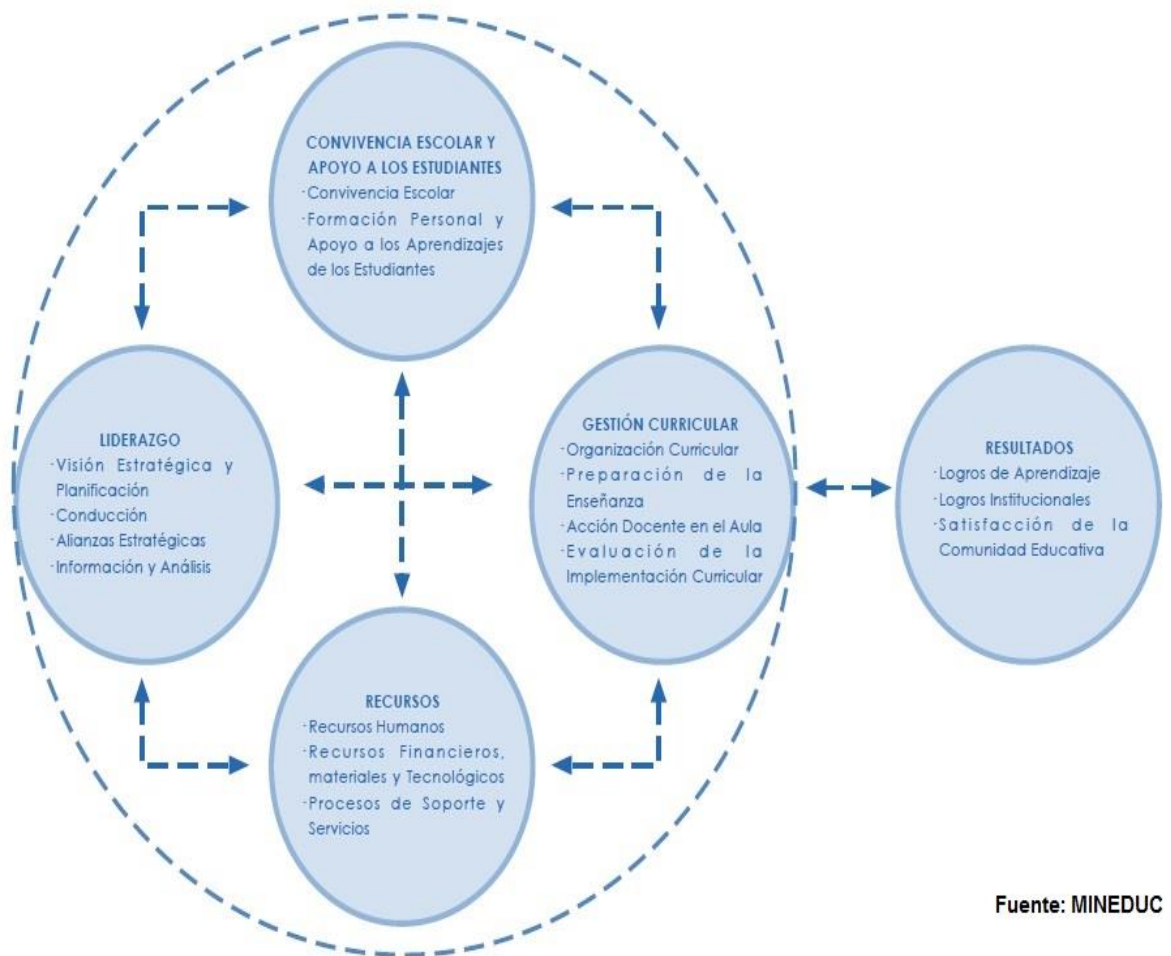 CONVIVENCIA ESCOLAR Y
APOYO A LOS ESTUDIANTES
·Convivencia Escolar
·Formación Personal y
Apoyo a los Aprendizajes
de los Estudiantes
LIDERAZGO
·Visión Estratégica y
Planificación
·Conducción
·Alianzas Estratégicas
·Información y Análisis
GESTIÓN CURRICULAR
·Organización Curricular
·Preparación de la
Enseñanza
·Acción Docente en el Aula
·Evaluación de la
Implementación Curricular
RESULTADOS
·Logros de Aprendizaje
·Logros Institucionales
·Satisfacción de la
Comunidad Educativa
RECURSOS
·Recursos Humanos
·Recursos Financieros,
materiales y Tecnológicos
·Procesos de Soporte y
Servicios
Fuente: MINEDUC